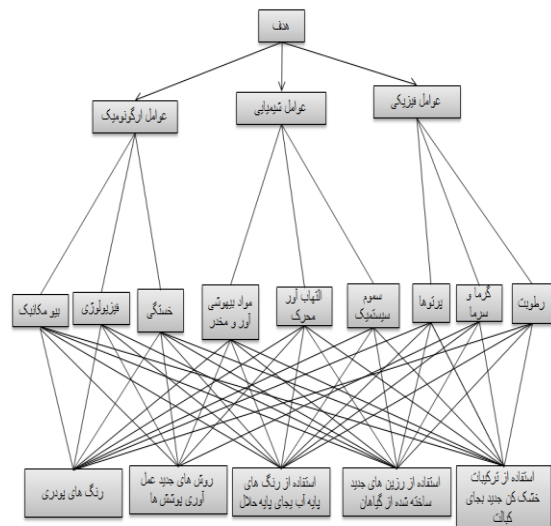 هدف
عوامل فیزیکی
عوامل شیمیایی
عوامل ارگونومیک
رطوبت
گرما و
سرما
پرتوها
سموم
سیستمیک
التهاب آور
محرک
مواد بیهوشی
آور و مخدر
خستگی
فیزیولوژی
بیو مکانیک
استفاده از ترکیبات
خشک کن جدید بجای
کبالت
استفاده از رزین های جدید
ساخته شده از گیاهان
استفاده از رنگ های
پایه آب بجای پایه حلال
روش های جدید عمل
آوری پوشش ها
رنگ های پودری